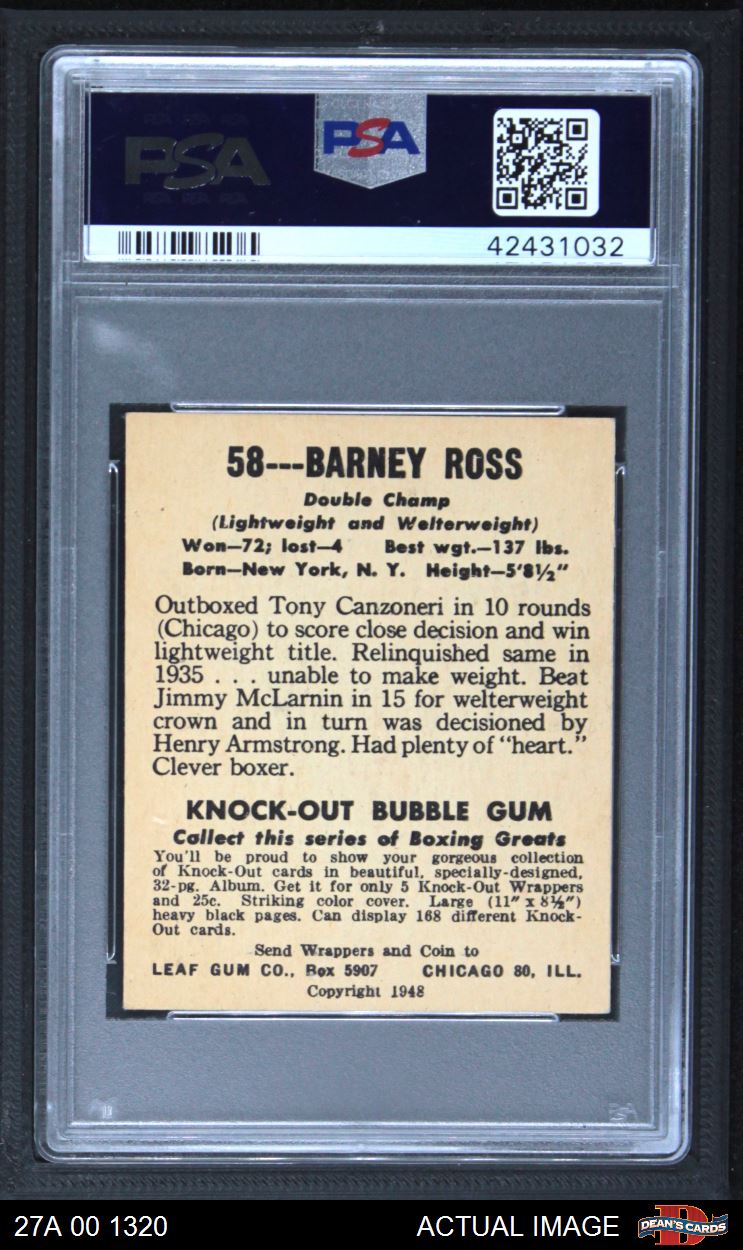 PSA
PSA
42431032
58---BARNEY ROSS
Double Champ
(Lightweight and Welterweight)
Won—72; lost—4 Best wgt.—137 lbs.
Born—New York, N. Y. Height—5'8½"
Outboxed Tony Canzoneri in 10 rounds
(Chicago) to score close decision and win
lightweight title. Relinquished same in
1935 . . . unable to make weight. Beat
Jimmy McLarnin in 15 for welterweight
crown and in turn was decisioned by
Henry Armstrong. Had plenty of "heart."
Clever boxer.
KNOCK-OUT BUBBLE GUM
Collect this series of Boxing Greats
You'll be proud to show your gorgeous collection
of Knock-Out cards in beautiful, specially-designed,
32-pg. Album. Get it for only 5 Knock-Out Wrappers
and 25c. Striking color cover. Large (11" x 8½")
heavy black pages. Can display 168 different Knock-
Out cards.
Send Wrappers and Coin to
LEAF GUM CO., Box 5907 CHICAGO 80, ILL.
Copyright 1948
27A 00 1320 ACTUAL IMAGE DEAN'S CARDS